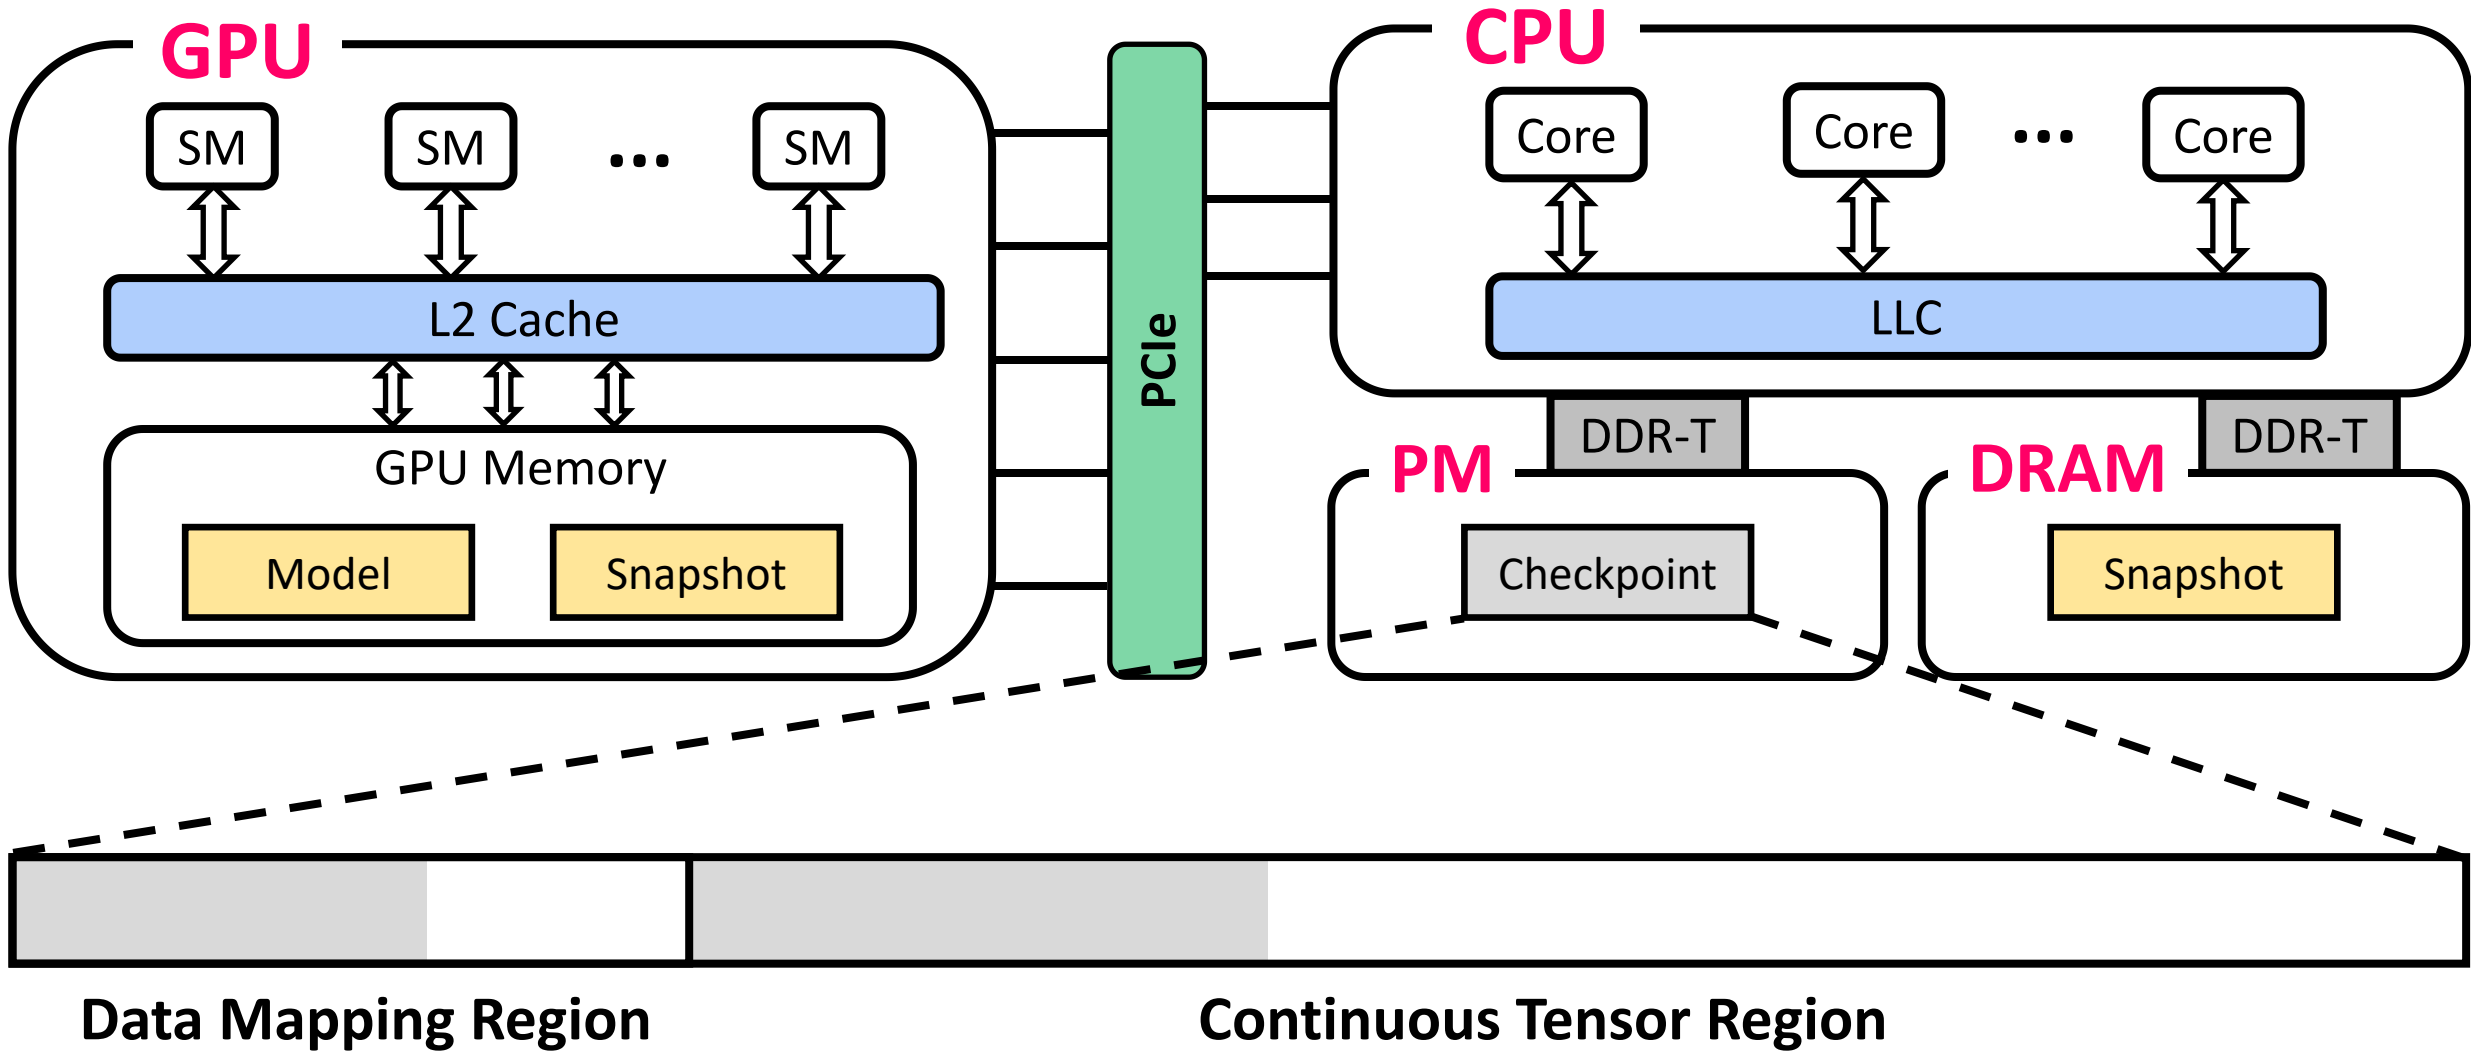 GPU
SM
SM
...
SM
L2 Cache
GPU Memory
Model
Snapshot
PCIe
CPU
Core
Core
...
Core
LLC
DDR-T
DDR-T
PM
Checkpoint
DRAM
Snapshot
Data Mapping Region
Continuous Tensor Region